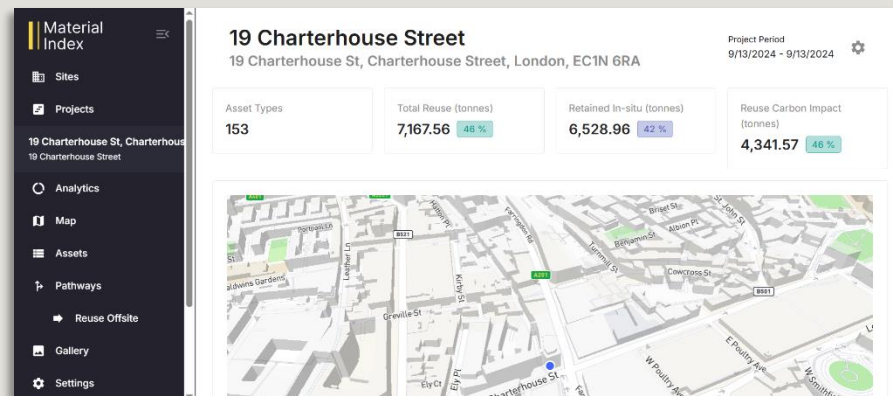 Material
Index
Sites
Projects
19 Charterhouse St, Charterhous
19 Charterhouse Street
Analytics
Map
Assets
Pathways
Reuse Offsite
Gallery
Settings
19 Charterhouse Street
19 Charterhouse St, Charterhouse Street, London, EC1N 6RA
Project Period
9/13/2024 - 9/13/2024
Asset Types
153
Total Reuse (tonnes)
7,167.56 46 %
Retained In-situ (tonnes)
6,528.96 42 %
Reuse Carbon Impact
(tonnes)
4,341.57 46 %
A401
Hatton Pl
Farringdon Rd
Briset St
St. John St
Portpool Ln
B521
Albion Pl
Benjamin St
Turnmill St
St
Leather Ln
Kirby St
A201
Cowcross St
aldwins Gardens
B501
Greville St
E Poultry Ave
Ely Ct
Ely Pl
Charterhouse St
W Poultry Ave
W Smithfi